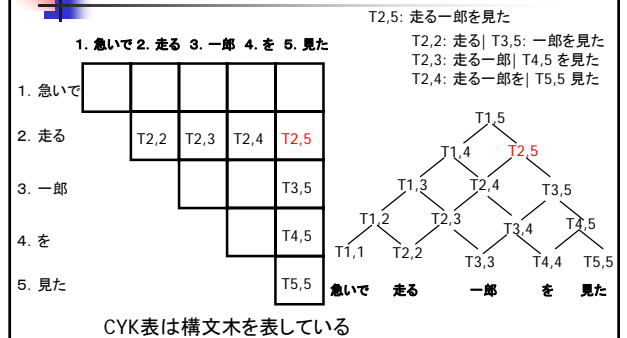 T2,5: 走る一郎を見た
T2,2: 走る| T3,5: 一郎を見た
T2,3: 走る一郎| T4,5 を見た
T2,4: 走る一郎を| T5,5 見た
1. 急いで 2. 走る 3. 一郎 4. を 5. 見た
1. 急いで
2. 走る T2,2 T2,3 T2,4 T2,5
3. 一郎 T3,5
4. を T4,5
5. 見た T5,5
T1,5
T1,4 T2,5
T1,3 T2,4 T3,5
T1,2 T2,3 T3,4 T4,5
T1,1 T2,2 T3,3 T4,4 T5,5
急いで 走る 一郎 を 見た
CYK表は構文木を表している